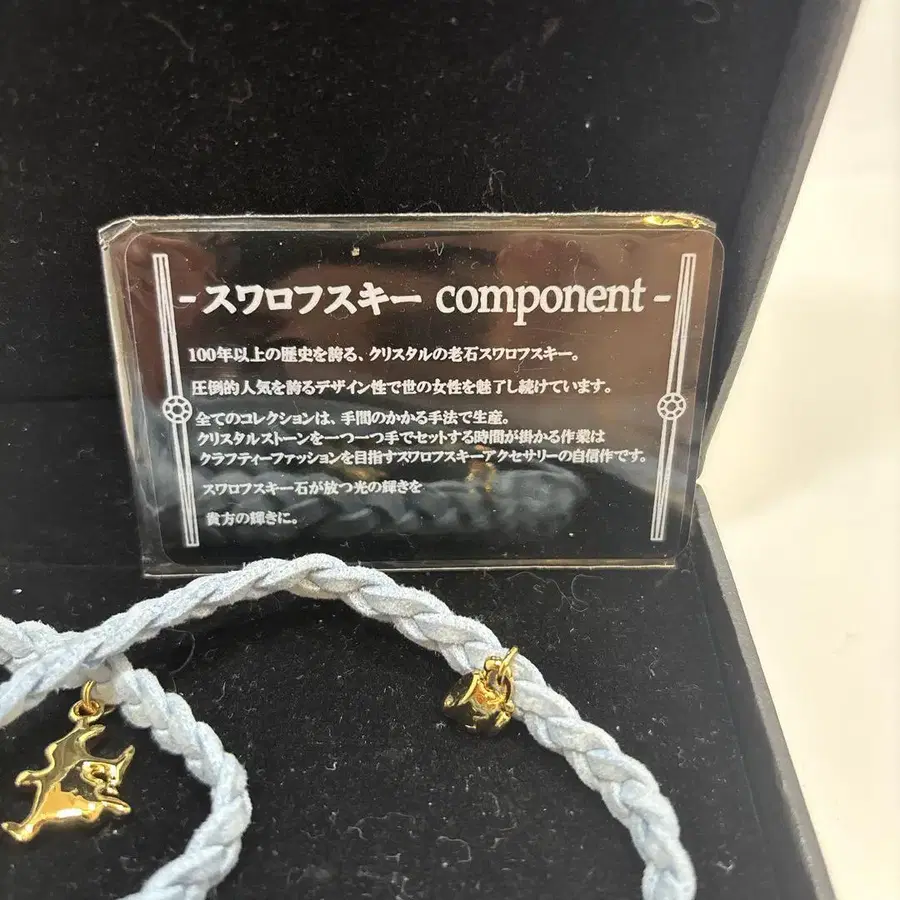 - スワロフスキー component -
100年以上の歴史を誇る、クリスタルの老石スワロフスキー。
圧倒的人気を誇るデザイン性で世の女性を魅了し続けています。
全てのコレクションは、手間のかかる手法で生産。
クリスタルストーンを一つ一つ手でセットする時間が掛かる作業は
クラフティーファッションを目指すスワロフスキーアクセサリーの自信作です。
スワロフスキー石が放つ光の輝きを
貴方の輝きに。